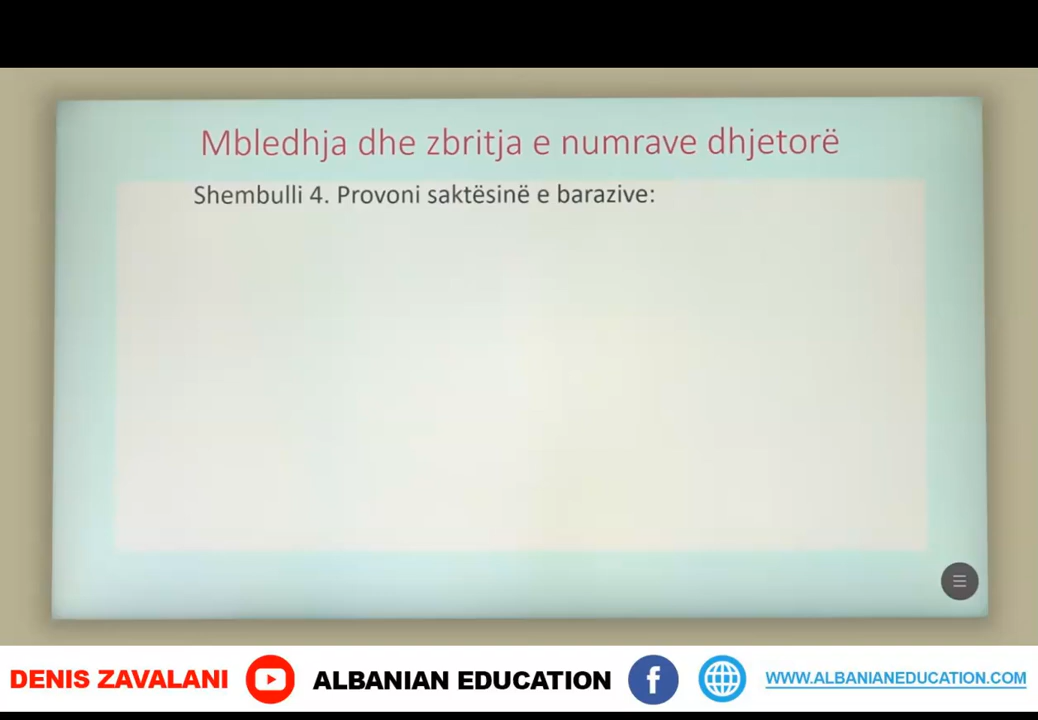 Mbledhja dhe zbritja e numrave dhjetorë
Shembulli 4. Provoni saktësinë e barazive:
DENIS ZAVALANI ALBANIAN EDUCATION WWW.ALBANIANEDUCATION.COM